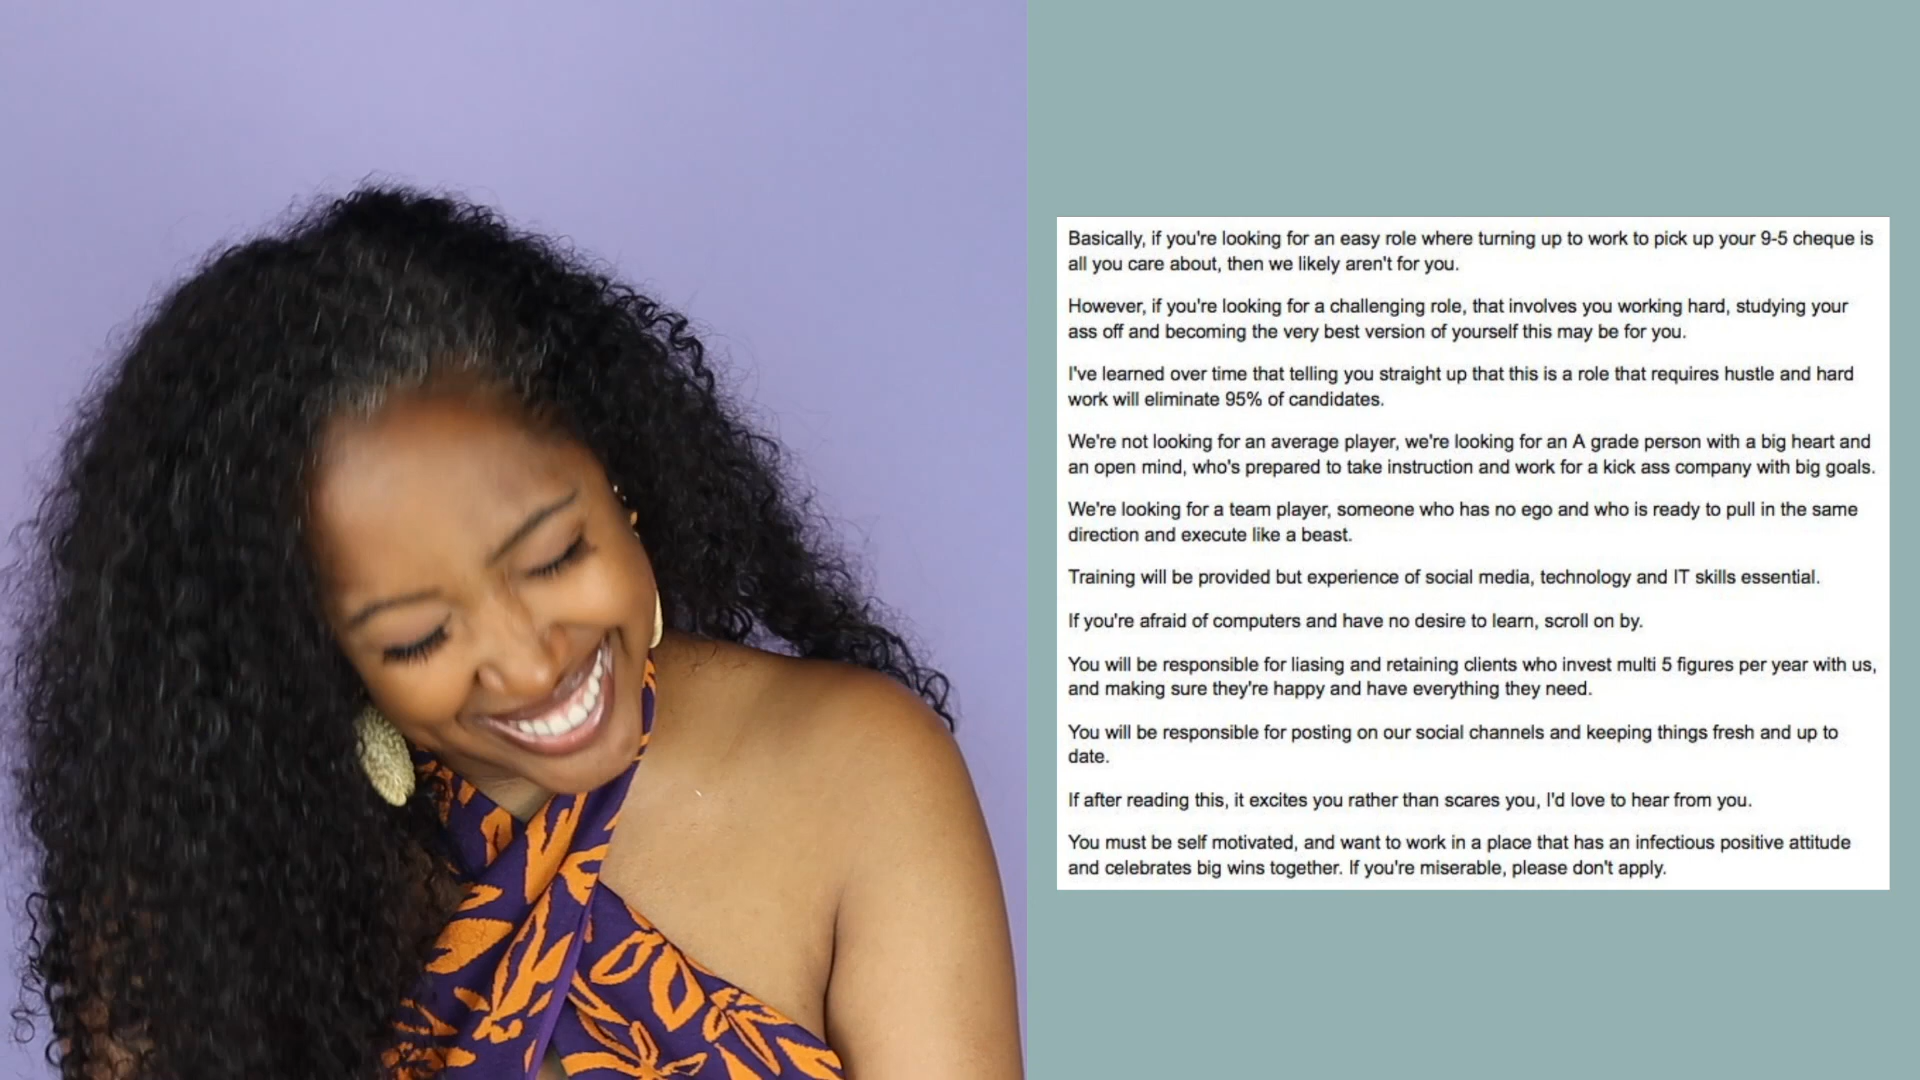 Basically, if you're looking for an easy role where turning up to work to pick up your 9-5 cheque is
all you care about, then we likely aren't for you.
However, if you're looking for a challenging role, that involves you working hard, studying your
ass off and becoming the very best version of yourself this may be for you.
I've learned over time that telling you straight up that this is a role that requires hustle and hard
work will eliminate 95% of candidates.
We're not looking for an average player, we're looking for an A grade person with a big heart and
an open mind, who's prepared to take instruction and work for a kick ass company with big goals.
We're looking for a team player, someone who has no ego and who is ready to pull in the same
direction and execute like a beast.
Training will be provided but experience of social media, technology and IT skills essential.
If you're afraid of computers and have no desire to learn, scroll on by.
You will be responsible for liasing and retaining clients who invest multi 5 figures per year with us,
and making sure they're happy and have everything they need.
You will be responsible for posting on our social channels and keeping things fresh and up to
date.
If after reading this, it excites you rather than scares you, I'd love to hear from you.
You must be self motivated, and want to work in a place that has an infectious positive attitude
and celebrates big wins together. If you're miserable, please don't apply.